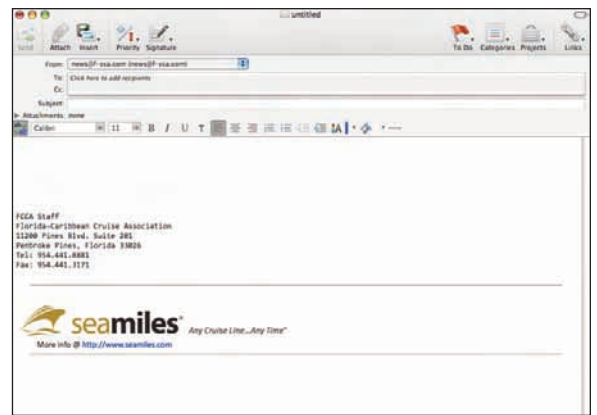 untitled
Send Attach Insert Priority Signature To Do Categories Projects Links
From: news@f-cca.com (news@f-cca.com)
To: Click here to add recipients
Cc:
Subject:
Attachments: none
Calibri 11 B I U T A
FCCA Staff
Florida-Caribbean Cruise Association
11200 Pines Blvd. Suite 201
Pembroke Pines, Florida 33026
Tel: 954.441.8881
Fax: 954.441.3171
seamiles® Any Cruise Line...Any Time"
More info @ http://www.seamiles.com